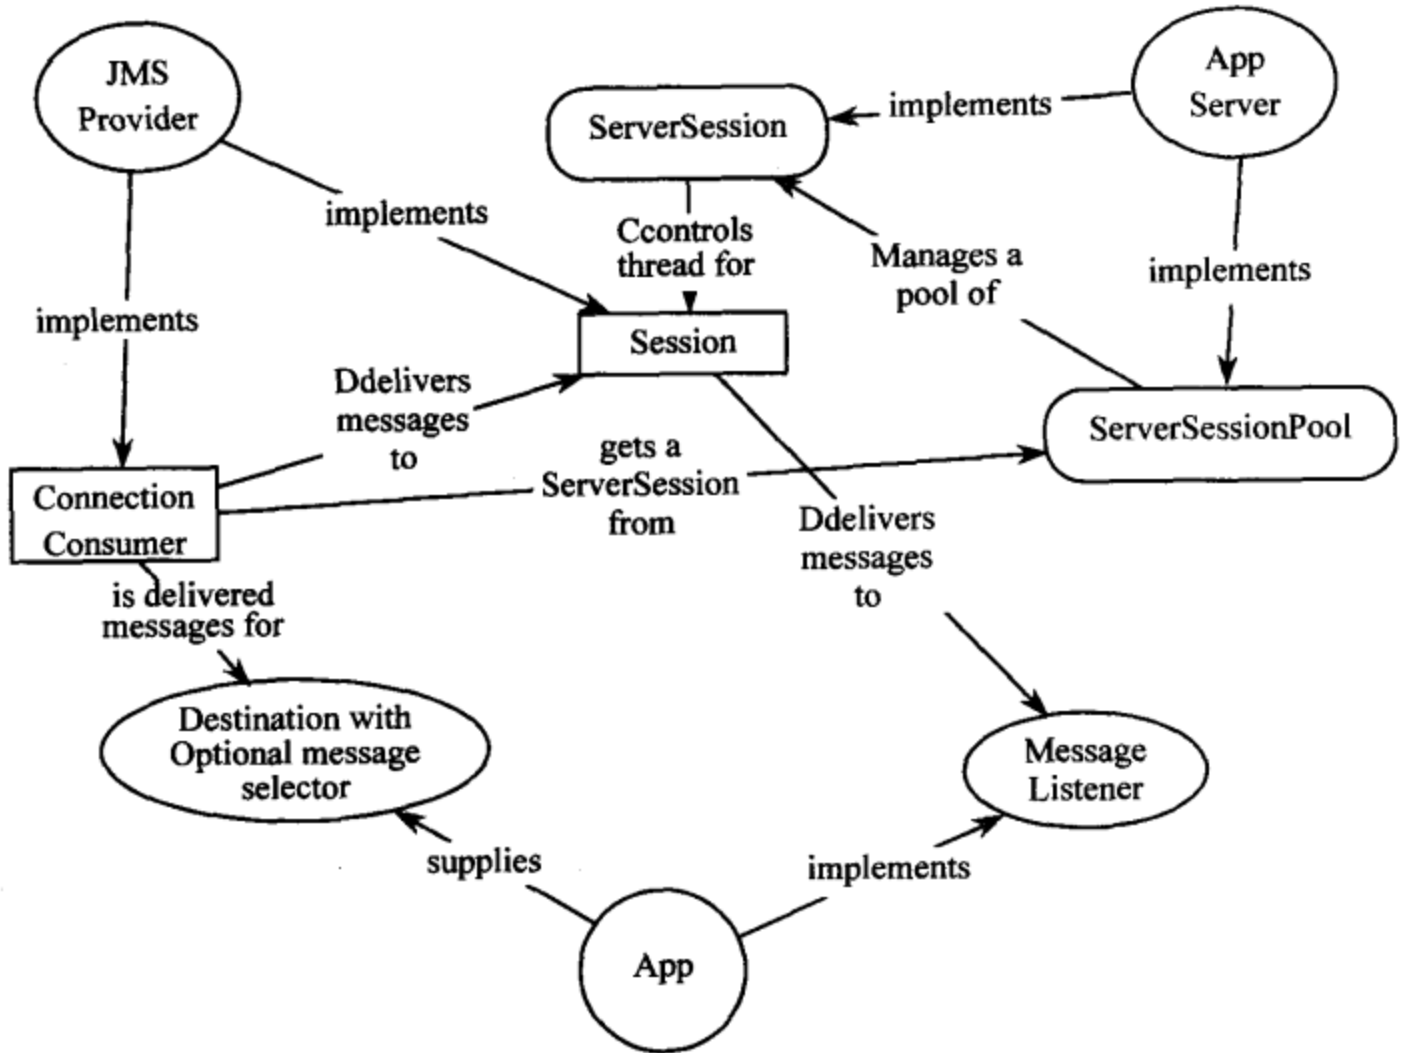 JMS
Provider
App
Server
ServerSession
implements
implements
Ccontrols
thread for
Manages a
pool of
implements
implements
Session
Ddelivers
messages
to
ServerSessionPool
gets a
ServerSession
from
Connection
Consumer
Ddelivers
messages
to
is delivered
messages for
Destination with
Optional message
selector
Message
Listener
supplies
implements
App